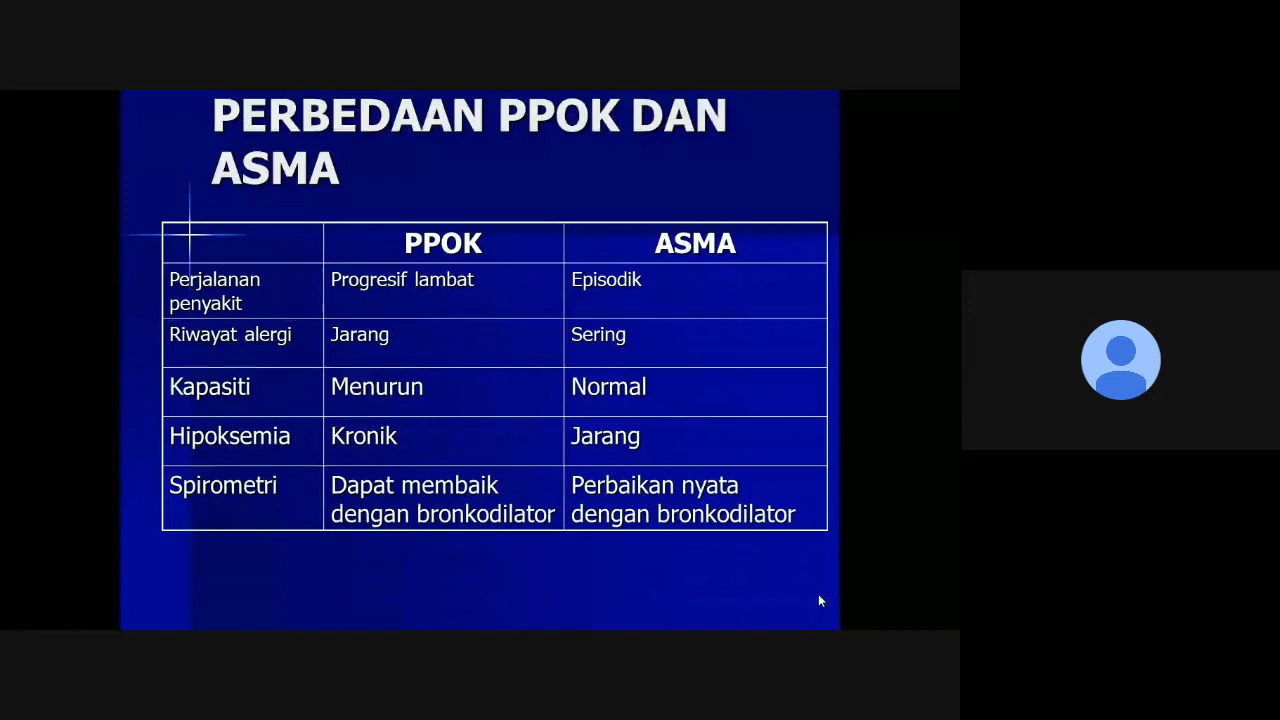 PERBEDAAN PPOK DAN
ASMA
PPOK ASMA
Perjalanan penyakit Progresif lambat Episodik
Riwayat alergi Jarang Sering
Kapasiti Menurun Normal
Hipoksemia Kronik Jarang
Spirometri Dapat membaik dengan bronkodilator Perbaikan nyata dengan bronkodilator